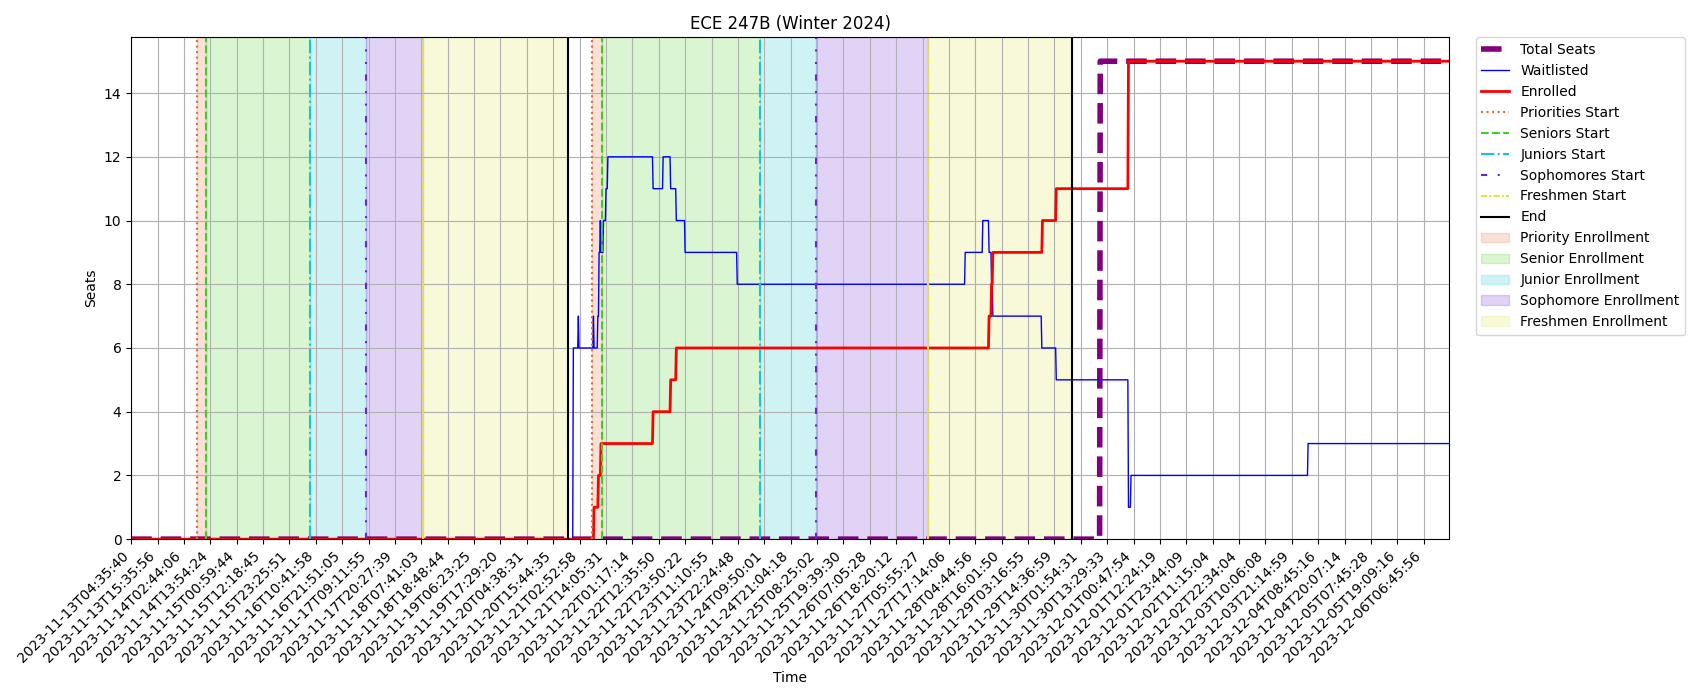 ECE 247B (Winter 2024)
Total Seats
Waitlisted
Enrolled
Priorities Start
Seniors Start
Juniors Start
Sophomores Start
Freshmen Start
End
Priority Enrollment
Senior Enrollment
Junior Enrollment
Sophomore Enrollment
Freshmen Enrollment
Seats
14
12
10
8
6
4
2
0
2023-11-13T04:35:40
2023-11-13T15:35:56
2023-11-14T02:44:06
2023-11-14T13:54:24
2023-11-15T00:59:44
2023-11-15T12:18:45
2023-11-15T23:25:51
2023-11-16T10:41:58
2023-11-16T21:51:05
2023-11-17T09:11:55
2023-11-17T20:27:39
2023-11-18T07:41:03
2023-11-18T18:48:44
2023-11-19T06:23:25
2023-11-19T17:29:20
2023-11-20T04:38:31
2023-11-20T15:44:35
2023-11-21T02:52:58
2023-11-21T14:05:31
2023-11-22T01:17:14
2023-11-22T12:35:50
2023-11-22T23:50:22
2023-11-23T11:10:55
2023-11-23T22:24:48
2023-11-24T09:50:01
2023-11-24T21:04:18
2023-11-25T08:25:02
2023-11-25T19:39:30
2023-11-26T07:05:28
2023-11-26T18:20:12
2023-11-27T05:55:27
2023-11-27T17:14:06
2023-11-28T04:44:56
2023-11-28T16:01:50
2023-11-29T03:16:55
2023-11-29T14:36:59
2023-11-30T01:54:31
2023-11-30T13:29:33
2023-12-01T00:47:54
2023-12-01T12:24:19
2023-12-01T23:44:09
2023-12-02T11:15:04
2023-12-02T22:34:04
2023-12-03T10:06:08
2023-12-03T21:14:59
2023-12-04T08:45:16
2023-12-04T20:07:14
2023-12-05T07:45:28
2023-12-05T19:09:16
2023-12-06T06:45:56
Time